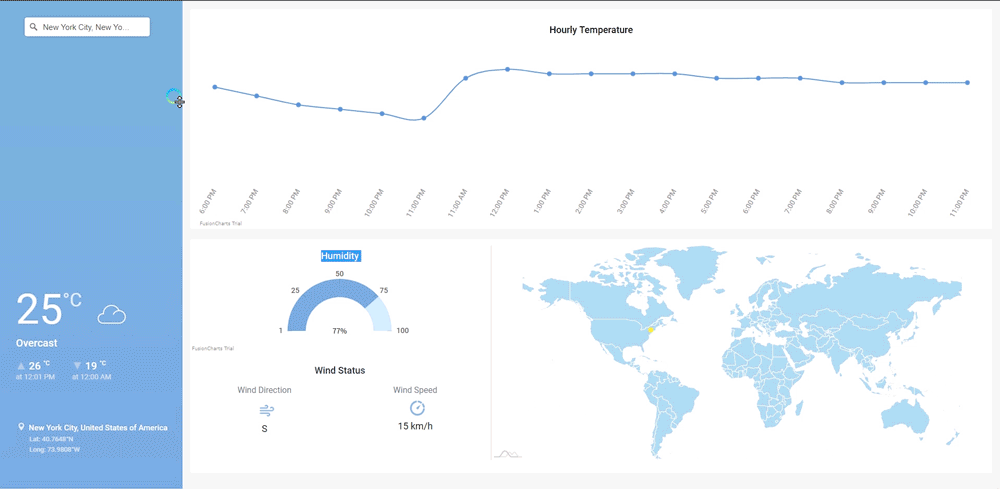 New York City, New Yo...
25°C
Overcast
26 °C
at 12:01 PM
19 °C
at 12:00 AM
New York City, United States of America
Lat: 40.7648°N
Long: 73.9808°W
Hourly Temperature
6:00 PM
7:00 PM
8:00 PM
9:00 PM
10:00 PM
11:00 PM
11:00 AM
12:00 PM
1:00 PM
2:00 PM
3:00 PM
4:00 PM
5:00 PM
6:00 PM
7:00 PM
8:00 PM
9:00 PM
10:00 PM
11:00 PM
FusionCharts Trial
Humidity
1
25
50
75
100
77%
FusionCharts Trial
Wind Status
Wind Direction
S
Wind Speed
15 km/h